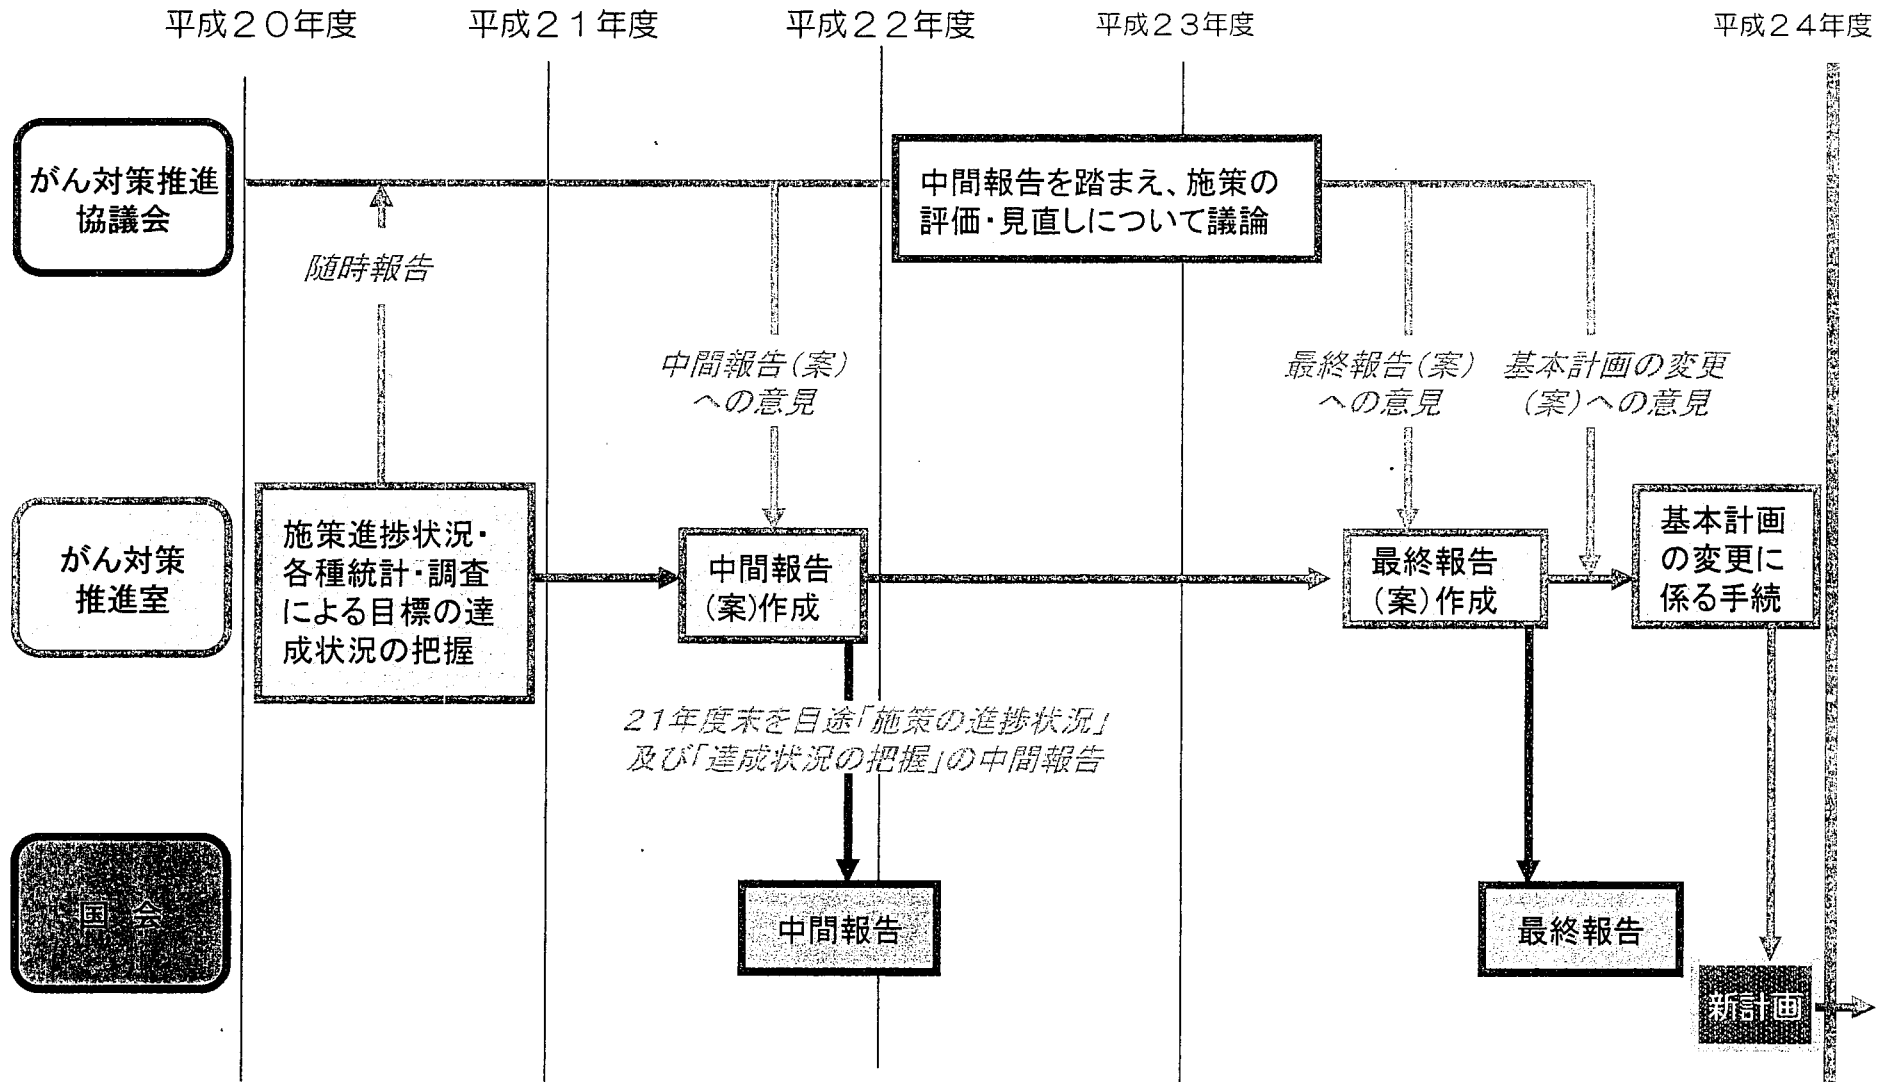 平成20年度
平成21年度
平成22年度
平成23年度
平成24年度
がん対策推進
協議会
中間報告を踏まえ、施策の
評価・見直しについて議論
随時報告
中間報告(案)
への意見
最終報告(案)
への意見
基本計画の変更
(案)への意見
がん対策
推進室
施策進捗状況・
各種統計・調査
による目標の達
成状況の把握
中間報告
(案)作成
最終報告
(案)作成
基本計画
の変更に
係る手続
21年度末を目途「施策の進捗状況」
及び「達成状況の把握」の中間報告
国 会
中間報告
最終報告
新計画